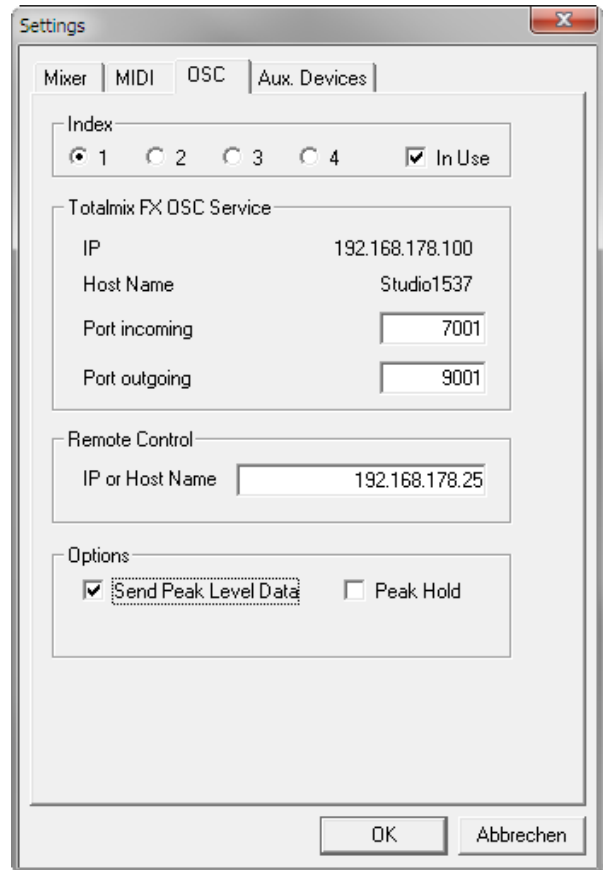 Settings
Mixer MIDI OSC Aux. Devices
Index
1 2 3 4 In Use
Totalmix FX OSC Service
IP 192.168.178.100
Host Name Studio1537
Port incoming 7001
Port outgoing 9001
Remote Control
IP or Host Name 192.168.178.25
Options
Send Peak Level Data Peak Hold
OK Abbrechen